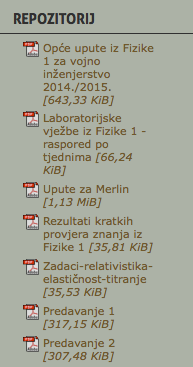 REPOZITORIJ
Opće upute iz Fizike
1 za vojno
inženjerstvo
2014./2015.
[643,33 KiB]
Laboratorijske
vježbe iz Fizike 1 -
raspored po
tjednima [66,24
KiB]
Upute za Merlin
[1,13 MiB]
Rezultati kratkih
provjera znanja iz
Fizike 1 [35,81 KiB]
Zadaci-relativistika-
elastičnost-titranje
[35,53 KiB]
Predavanje 1
[317,15 KiB]
Predavanje 2
[307,48 KiB]